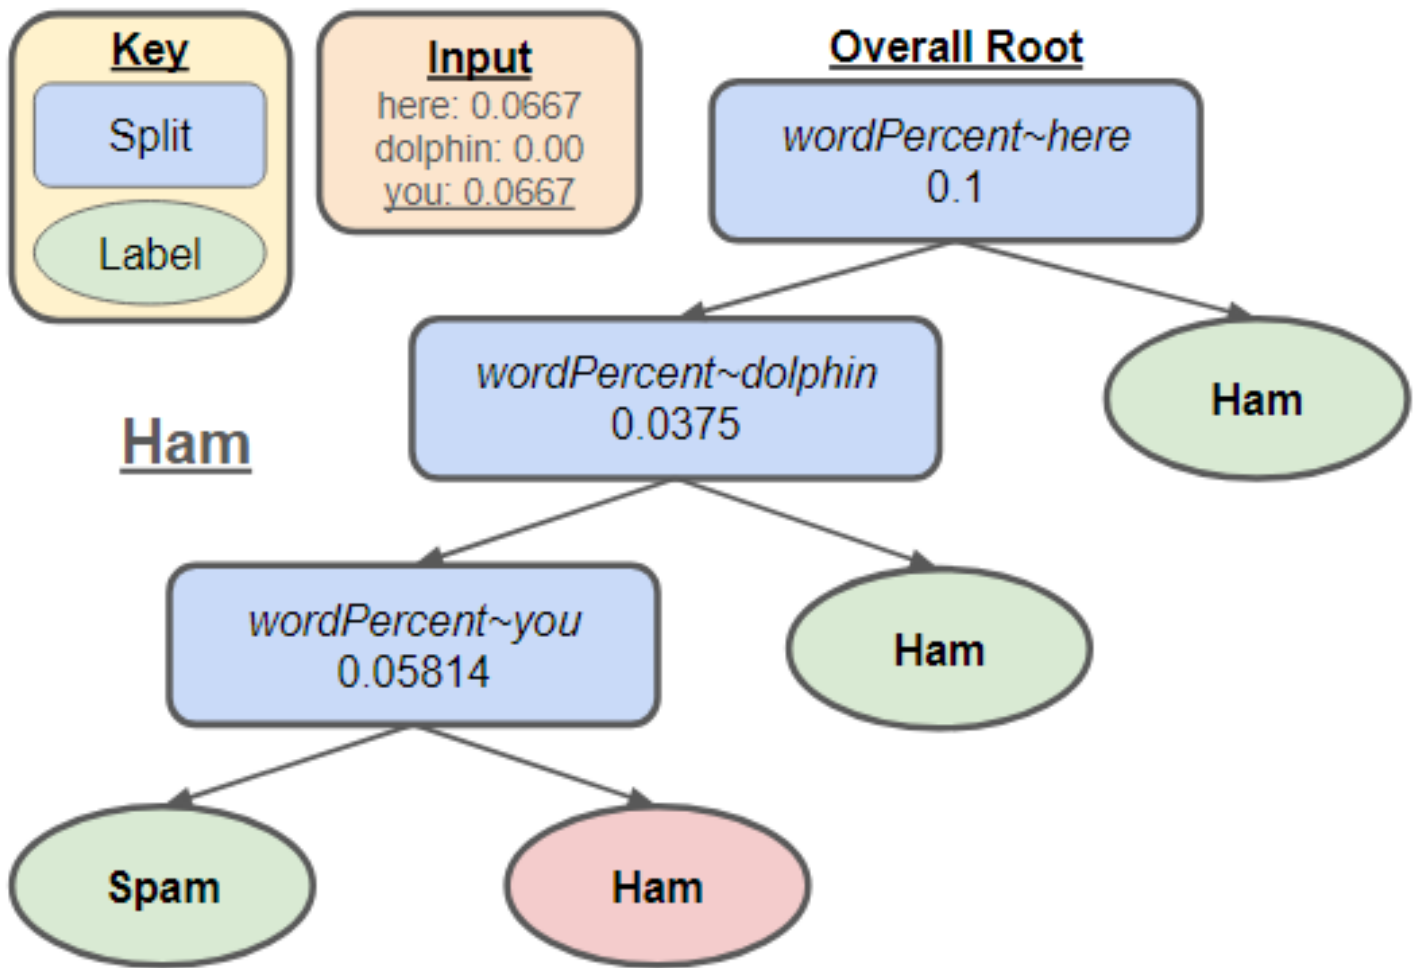 Key
Split
Label
Input
here: 0.0667
dolphin: 0.00
you: 0.0667
Overall Root
wordPercent~here
0.1
wordPercent~dolphin
0.0375
Ham
Ham
wordPercent~you
0.05814
Ham
Spam
Ham